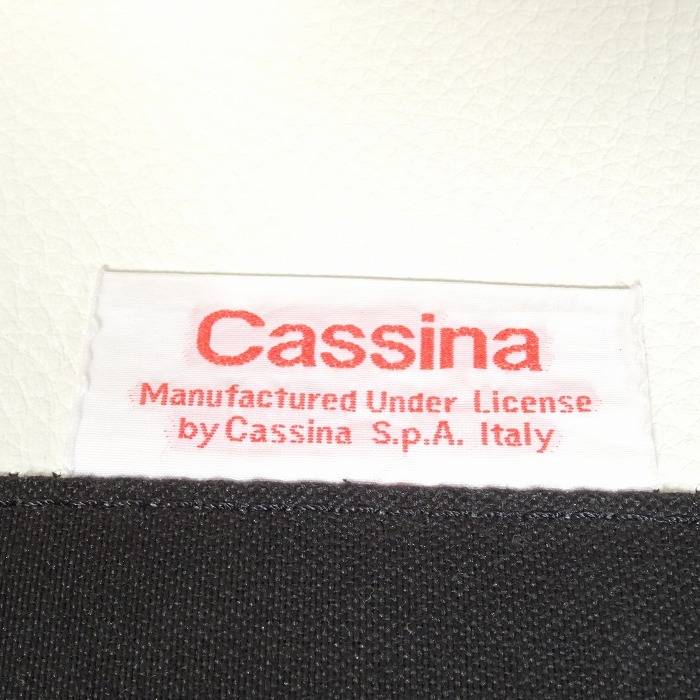 Cassina
Manufactured Under License
by Cassina S.p.A. Italy